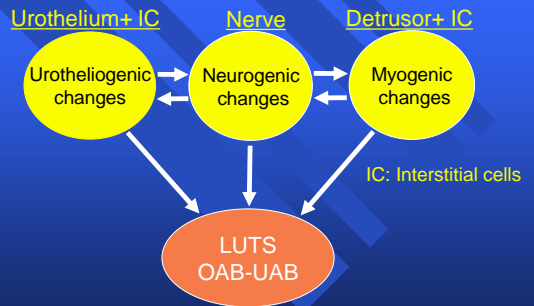 Urothelium+ IC
Nerve
Detrusor+ IC
Urotheliogenic
changes
Neurogenic
changes
Myogenic
changes
IC: Interstitial cells
LUTS
OAB-UAB